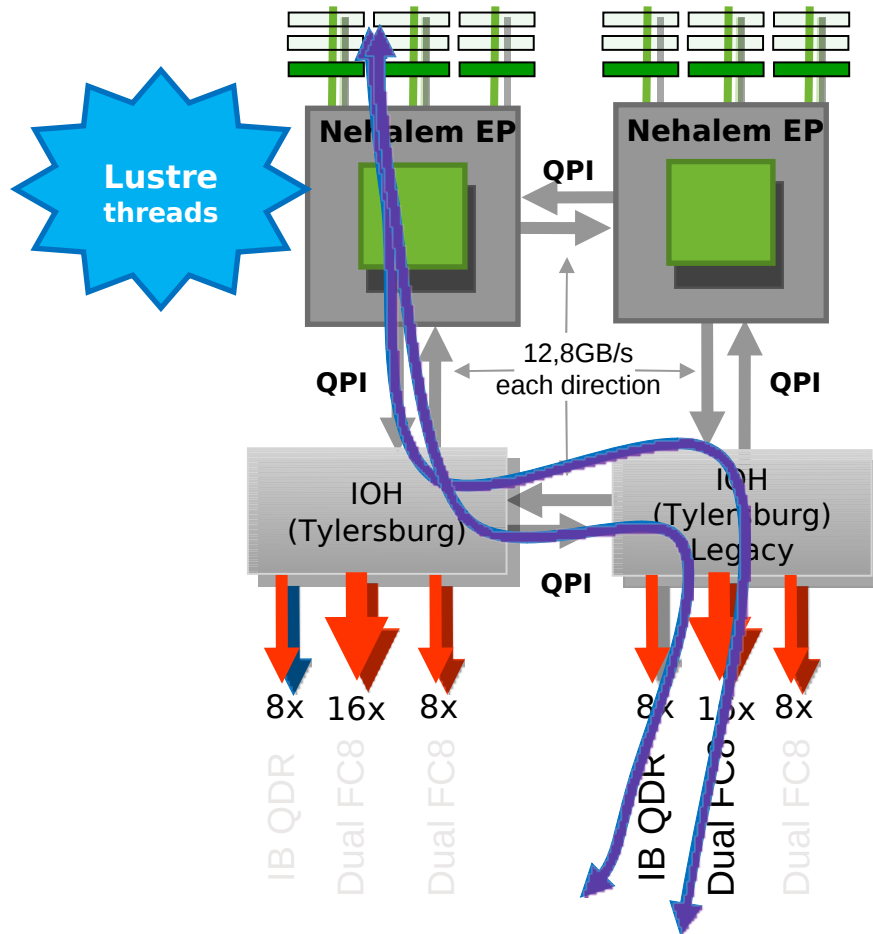 Nehalem EP
Nehalem EP
Lustre
threads
QPI
12,8GB/s
each direction
QPI
QPI
IOH
(Tylersburg)
IOH
(Tylersburg)
Legacy
QPI
8x
16x
8x
8x
16x
8x
IB QDR
Dual FC8
Dual FC8
IB QDR
Dual FC8
Dual FC8